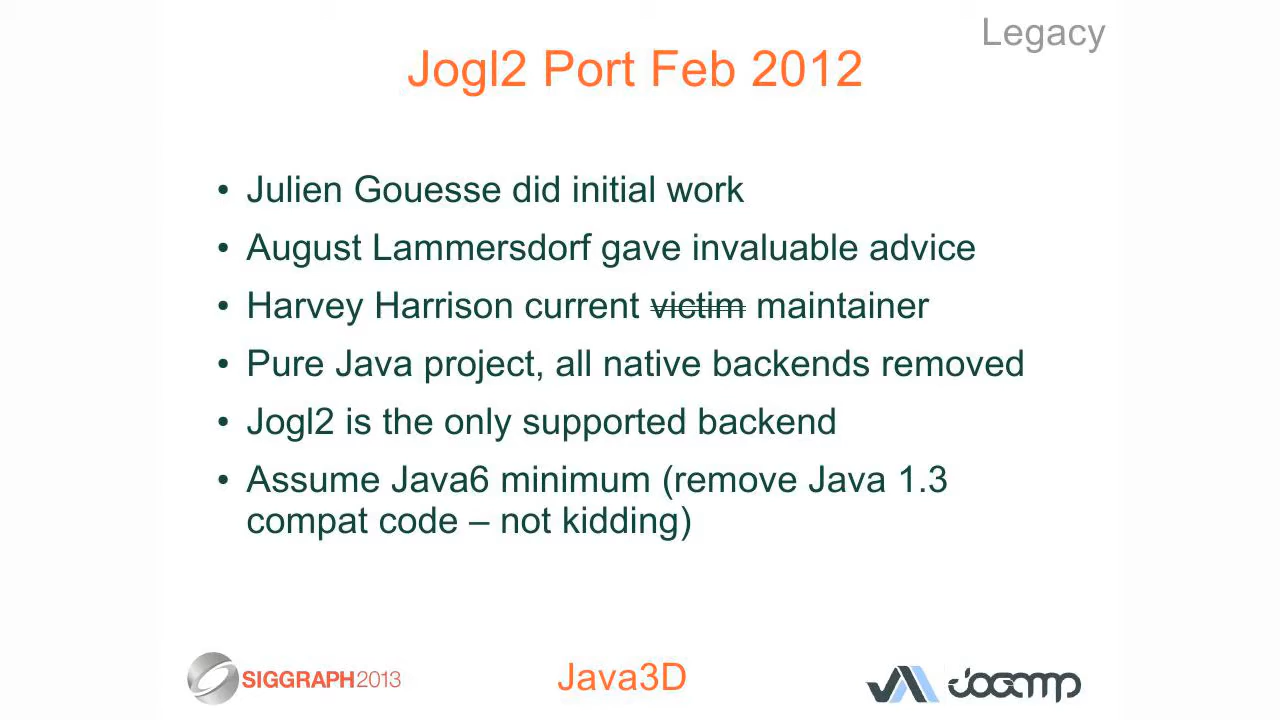 Legacy
Jogl2 Port Feb 2012
• Julien Gouesse did initial work
• August Lammersdorf gave invaluable advice
• Harvey Harrison current victim maintainer
• Pure Java project, all native backends removed
• Jogl2 is the only supported backend
• Assume Java6 minimum (remove Java 1.3
compat code – not kidding)
SIGGRAPH2013
Java3D
JOGAMP